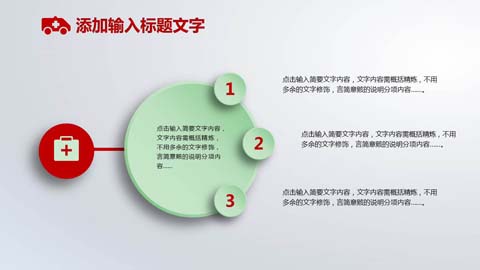 添加输入标题文字
1
点击输入简要文字内容，文字内容需概括精炼，不用
多余的文字修饰，言简意赅的说明分项内容......。
点击输入简要文字内容，
文字内容需概括精炼，
不用多余的文字修饰，
言简意赅的说明分项内
容......
2
点击输入简要文字内容，文字内容需概括精炼，不用
多余的文字修饰，言简意赅的说明分项内容......。
3
点击输入简要文字内容，文字内容需概括精炼，不用
多余的文字修饰，言简意赅的说明分项内容......。